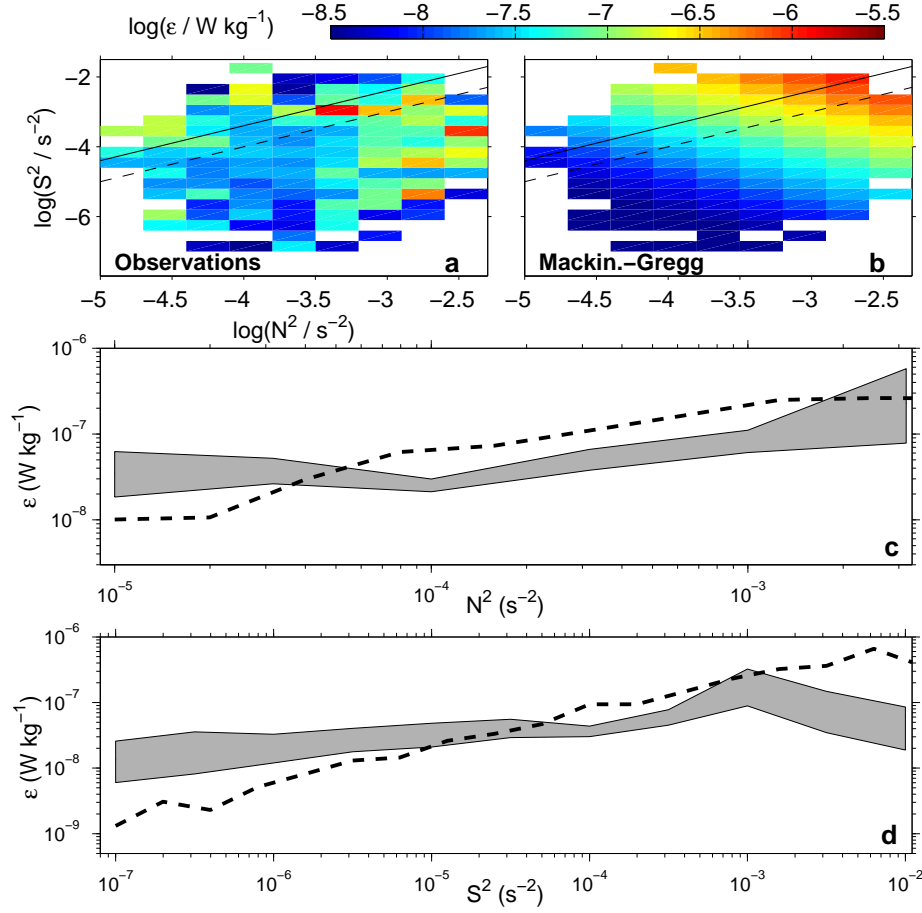 log(ε / W kg⁻¹)
−8.5 −8 −7.5 −7 −6.5 −6 −5.5
log(S² / s⁻²)
−2
−4
−6
Observations a
Mackin.−Gregg b
−5 −4.5 −4 −3.5 −3 −2.5
−5 −4.5 −4 −3.5 −3 −2.5
log(N² / s⁻²)
ε (W kg⁻¹)
10⁻⁶
10⁻⁷
10⁻⁸
c
10⁻⁵ 10⁻⁴ 10⁻³
N² (s⁻²)
ε (W kg⁻¹)
10⁻⁶
10⁻⁷
10⁻⁸
10⁻⁹
d
10⁻⁷ 10⁻⁶ 10⁻⁵ 10⁻⁴ 10⁻³ 10⁻²
S² (s⁻²)